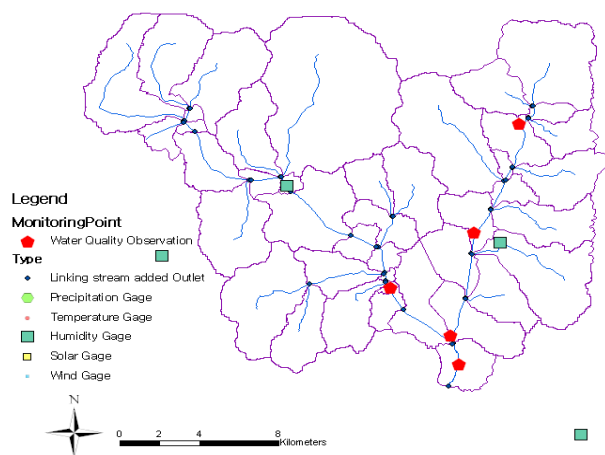 Legend
MonitoringPoint
Water Quality Observation
Type
Linking stream added Outlet
Precipitation Gage
Temperature Gage
Humidity Gage
Solar Gage
Wind Gage
N
0 2 4 8
Kilometers